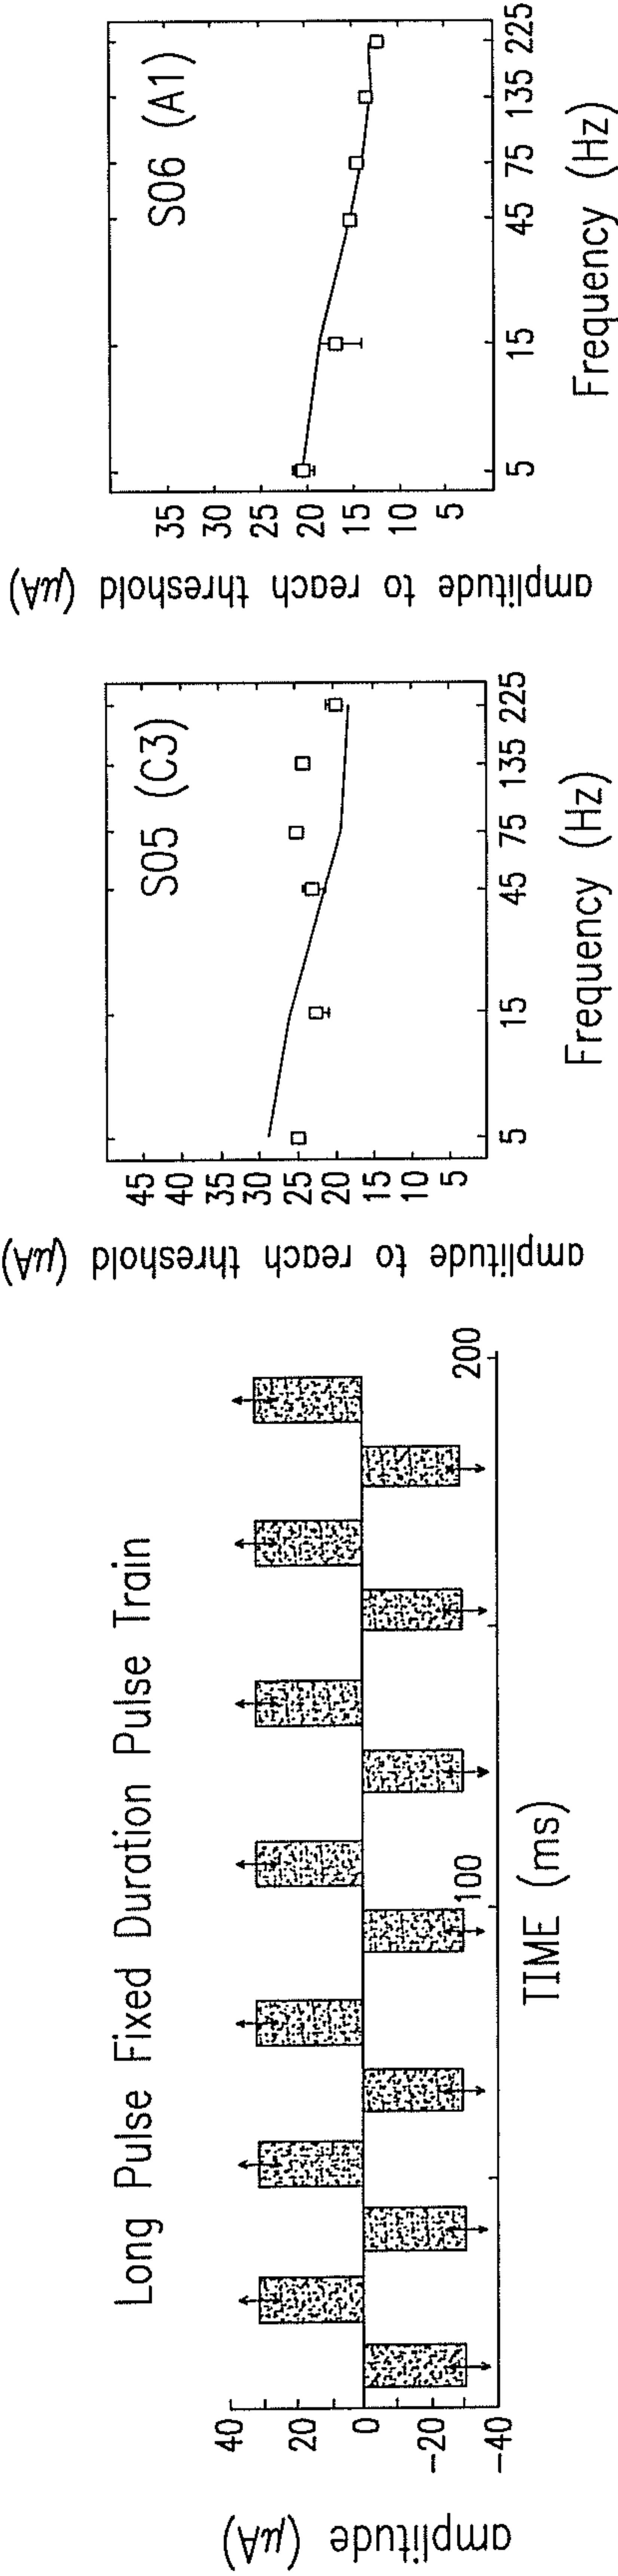 Long Pulse Fixed Duration Pulse Train
amplitude (μA)
40
20
0
-20
-40
100
200
TIME (ms)
S05 (C3)
amplitude to reach threshold (μA)
45
40
35
30
25
20
15
10
5
5 15 45 75 135 225
Frequency (Hz)
S06 (A1)
amplitude to reach threshold (μA)
35
30
25
20
15
10
5
5 15 45 75 135 225
Frequency (Hz)